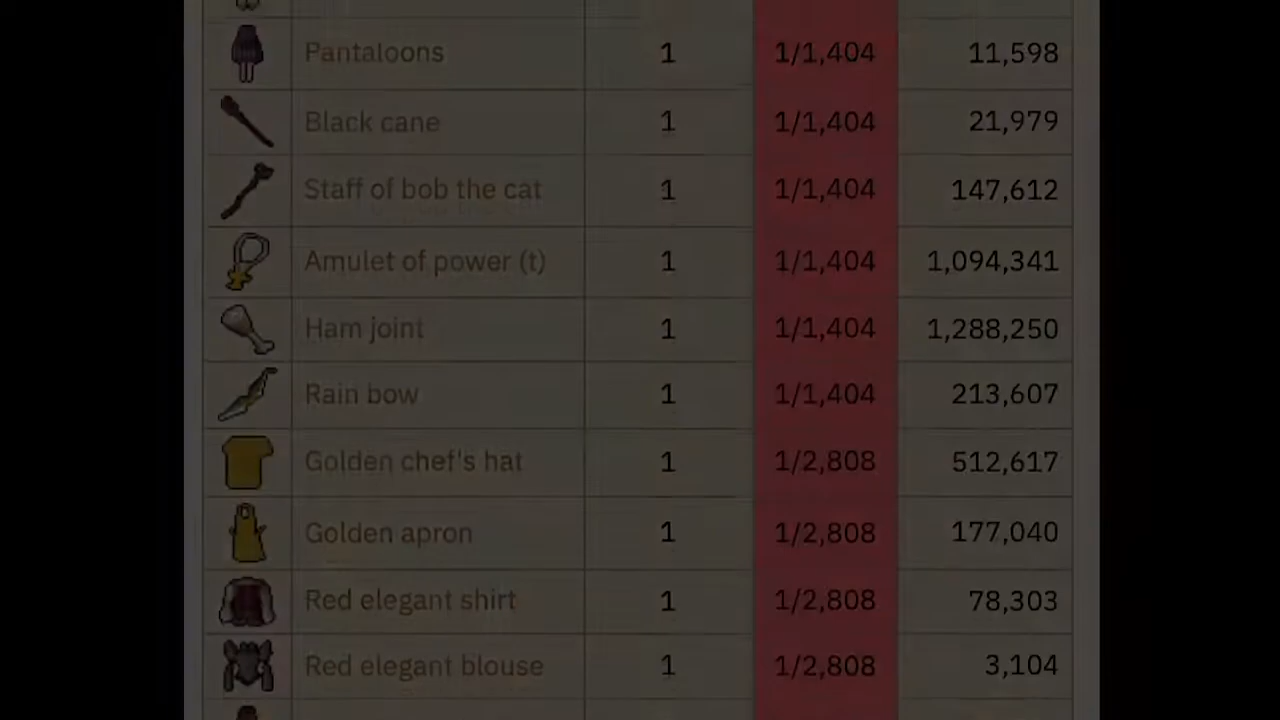 Pantaloons 1 1/1,404 11,598
Black cane 1 1/1,404 21,979
Staff of bob the cat 1 1/1,404 147,612
Amulet of power (t) 1 1/1,404 1,094,341
Ham joint 1 1/1,404 1,288,250
Rain bow 1 1/1,404 213,607
Golden chef's hat 1 1/2,808 512,617
Golden apron 1 1/2,808 177,040
Red elegant shirt 1 1/2,808 78,303
Red elegant blouse 1 1/2,808 3,104